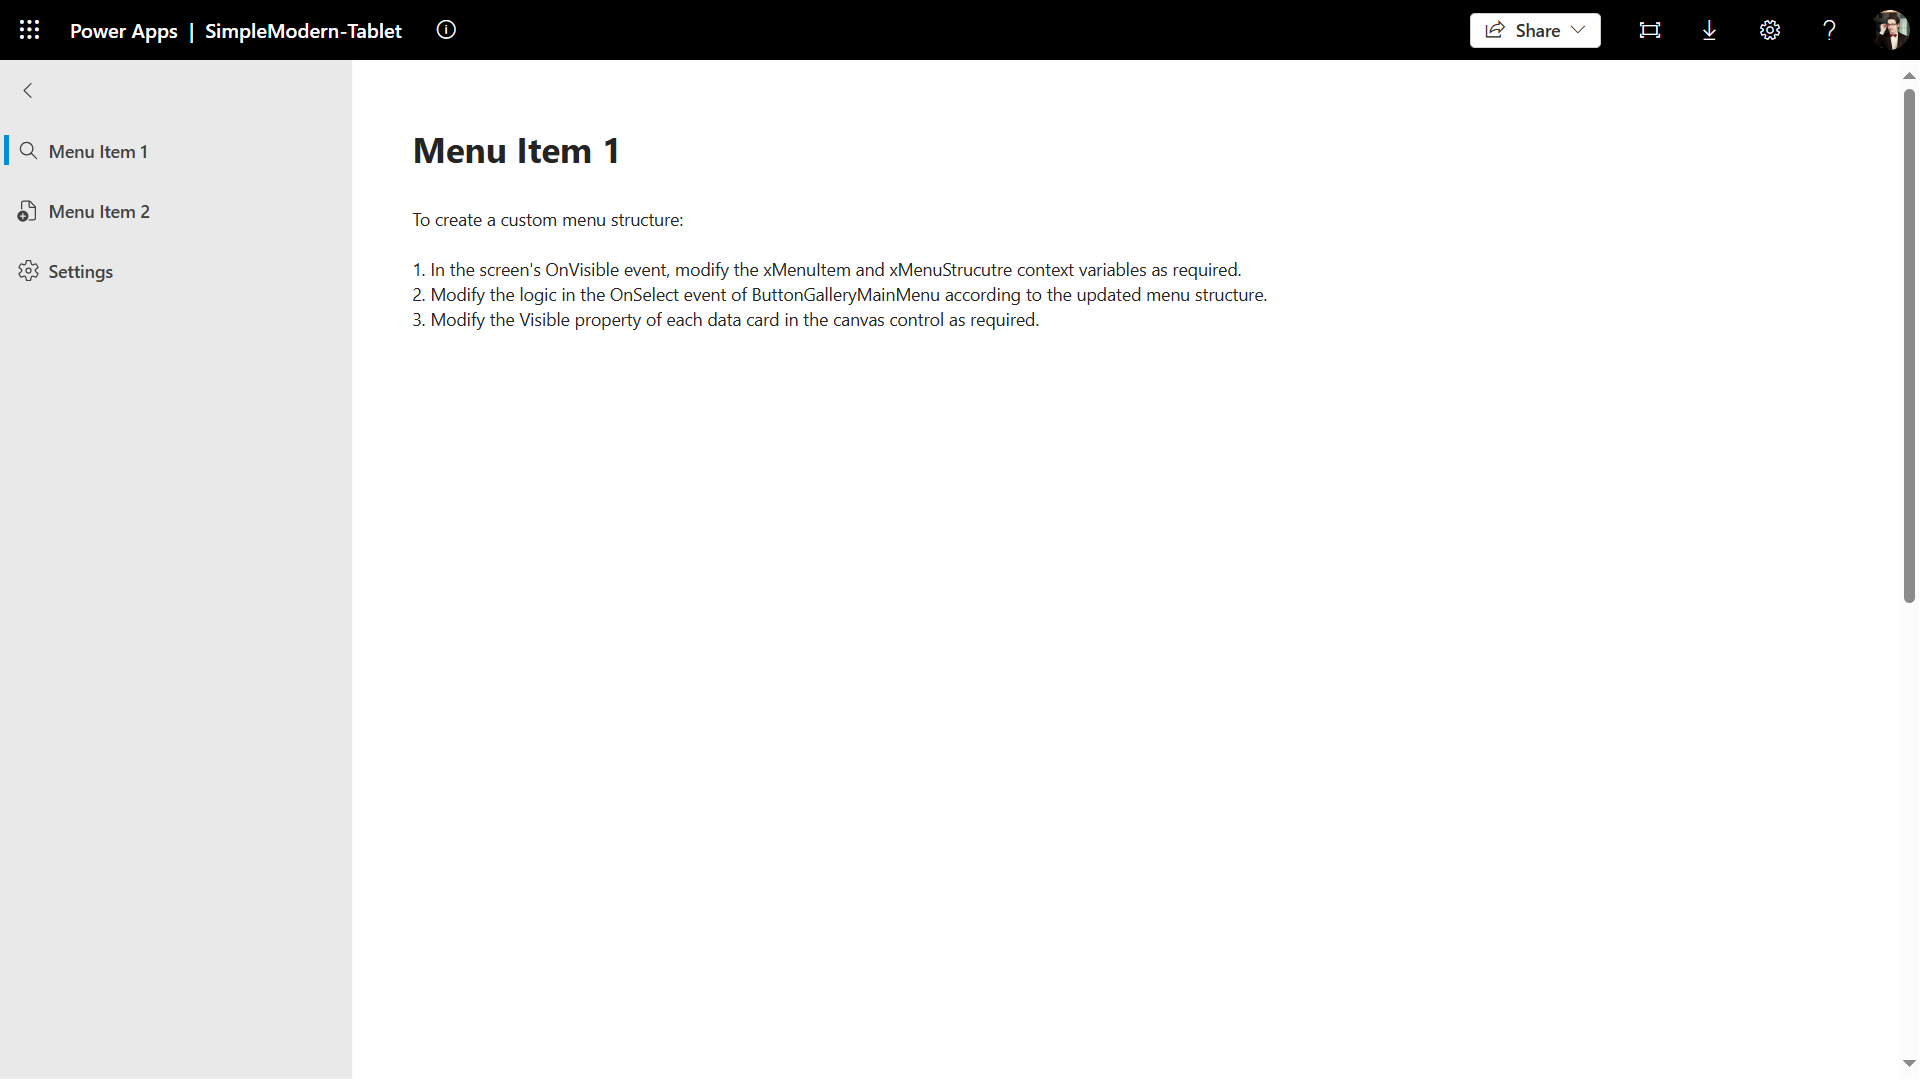 Power Apps | SimpleModern-Tablet
Share
Menu Item 1
Menu Item 2
Settings
Menu Item 1
To create a custom menu structure:
1. In the screen's OnVisible event, modify the xMenuItem and xMenuStrucutre context variables as required.
2. Modify the logic in the OnSelect event of ButtonGalleryMainMenu according to the updated menu structure.
3. Modify the Visible property of each data card in the canvas control as required.